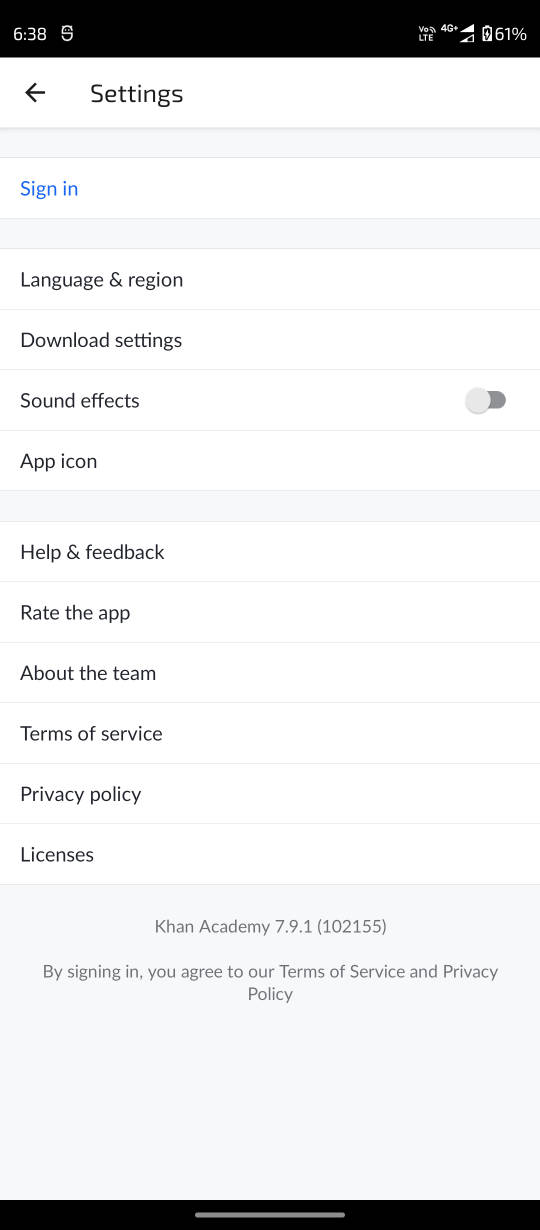 6:38
Vo LTE 4G+ 61%
Settings
Sign in
Language & region
Download settings
Sound effects
App icon
Help & feedback
Rate the app
About the team
Terms of service
Privacy policy
Licenses
Khan Academy 7.9.1 (102155)
By signing in, you agree to our Terms of Service and Privacy
Policy